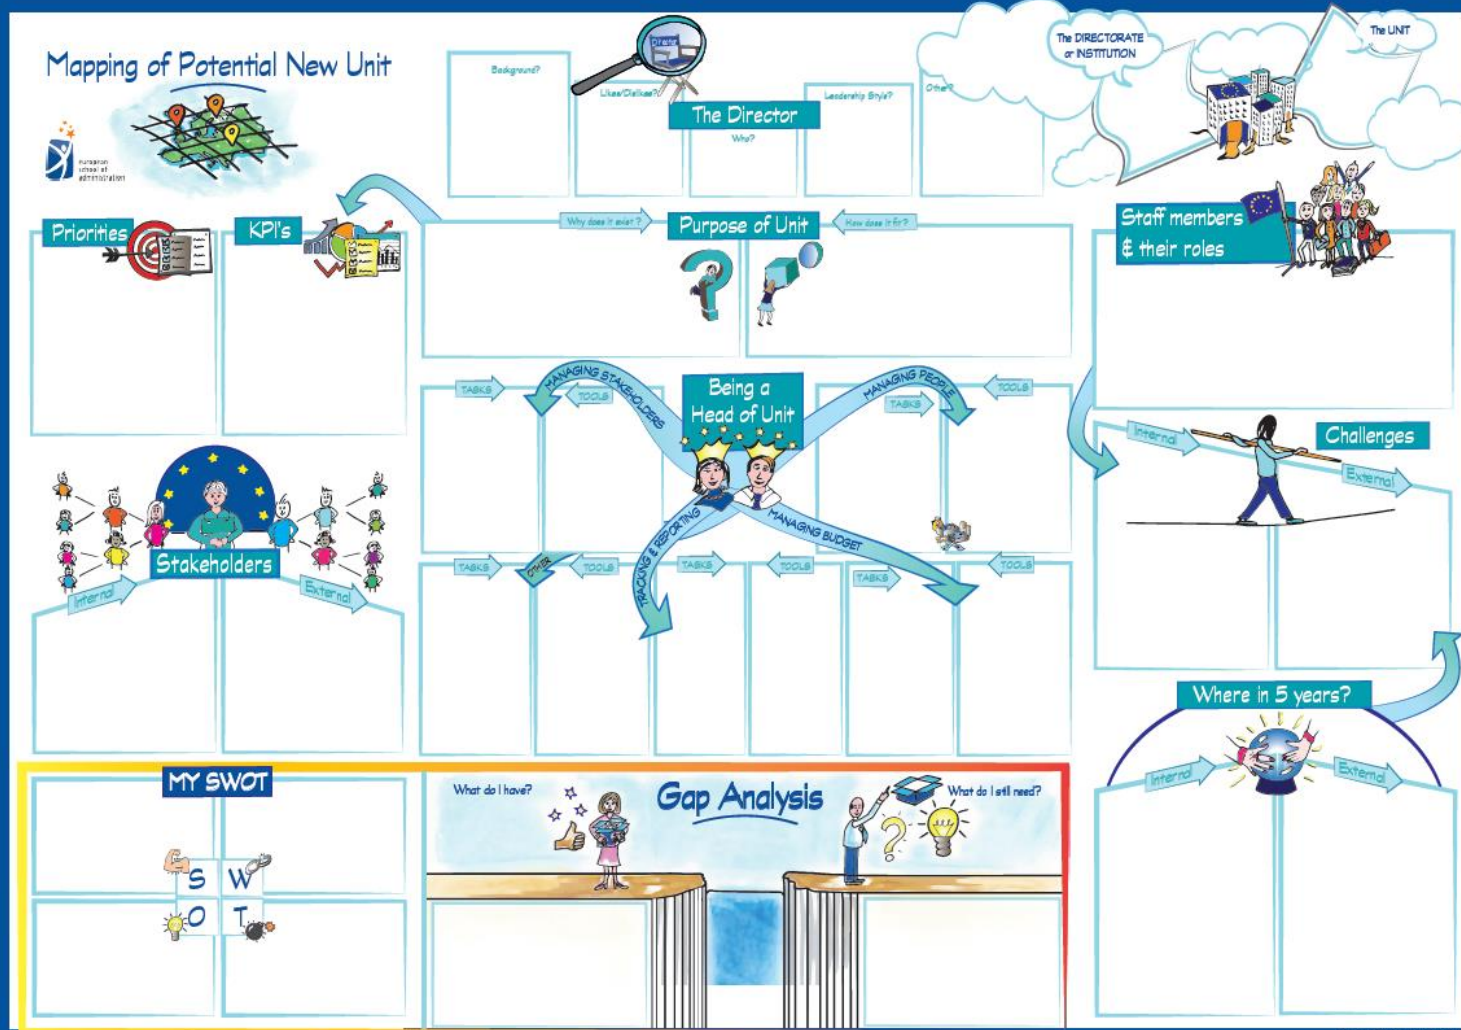 Mapping of Potential New Unit
european
school of
administration
Background?
Likes/Dislikes?
Director
The Director
Who?
Leadership Style?
Other?
The DIRECTORATE
or INSTITUTION
The UNIT
Priorities
KPI's
Why does it exist ?
Purpose of Unit
How does it fit?
Staff members
& their roles
TASKS
MANAGING STAKEHOLDERS
TOOLS
Being a
Head of Unit
MANAGING PEOPLE
TASKS
TOOLS
Internal
Challenges
External
Stakeholders
Internal
External
TASKS
OTHER
TOOLS
TRACKING & REPORTING
TASKS
TOOLS
MANAGING BUDGET
TASKS
TOOLS
Where in 5 years?
Internal
External
MY SWOT
S W
O T
What do I have?
Gap Analysis
What do I still need?